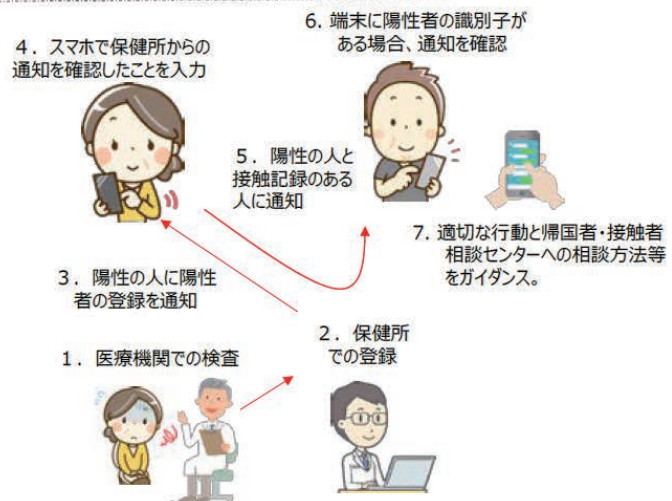 6. 端末に陽性者の識別子が
ある場合、通知を確認
4．スマホで保健所からの
通知を確認したことを入力
5．陽性の人と
接触記録のある
人に通知
7. 適切な行動と帰国者・接触者
相談センターへの相談方法等
をガイダンス。
3．陽性の人に陽性
者の登録を通知
2．保健所
での登録
1．医療機関での検査